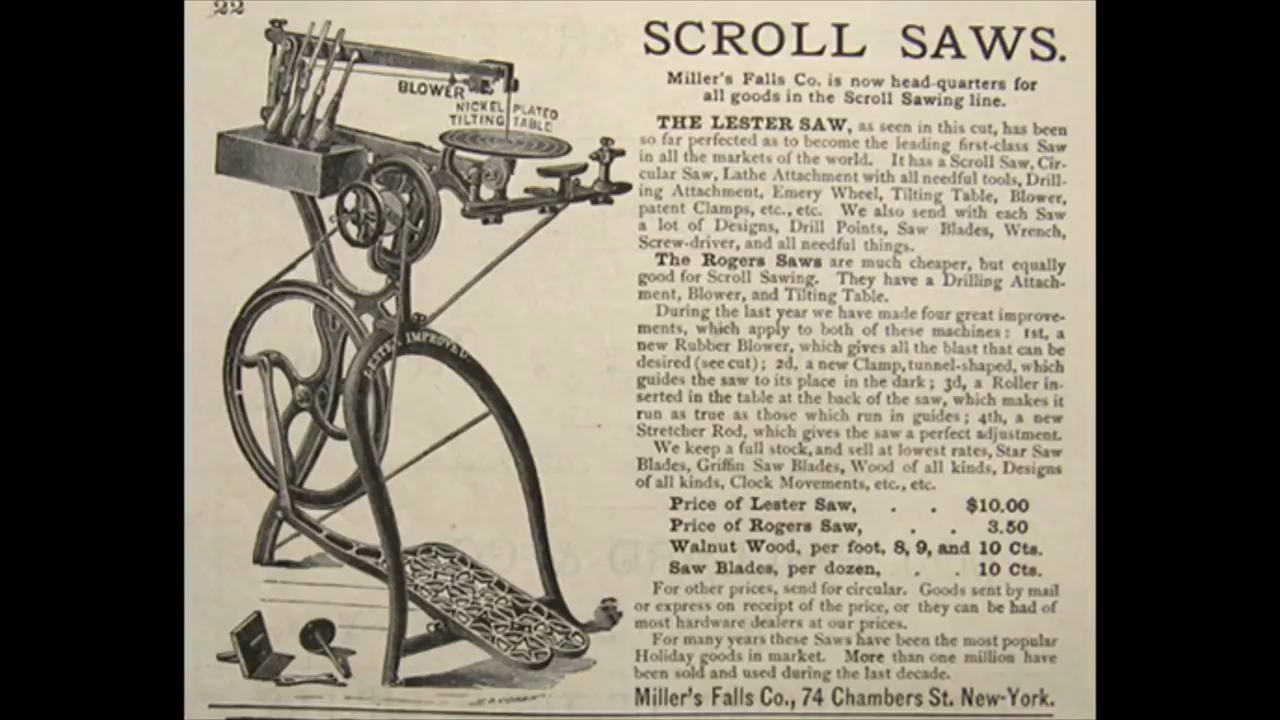 22
SCROLL SAWS.
Miller's Falls Co. is now head-quarters for
all goods in the Scroll Sawing line.
BLOWER
NICKEL PLATED
TILTING TABLE
THE LESTER SAW, as seen in this cut, has been
so far perfected as to become the leading first-class Saw
in all the markets of the world. It has a Scroll Saw, Cir-
cular Saw, Lathe Attachment with all needful tools, Drill-
ing Attachment, Emery Wheel, Tilting Table, Blower,
patent Clamps, etc., etc. We also send with each Saw
a lot of Designs, Drill Points, Saw Blades, Wrench,
Screw-driver, and all needful things.
The Rogers Saws are much cheaper, but equally
good for Scroll Sawing. They have a Drilling Attach-
ment, Blower, and Tilting Table.
During the last year we have made four great improve-
ments, which apply to both of these machines: 1st, a
new Rubber Blower, which gives all the blast that can be
desired (see cut); 2d, a new Clamp, tunnel-shaped, which
guides the saw to its place in the dark; 3d, a Roller in-
serted in the table at the back of the saw, which makes it
run as true as those which run in guides; 4th, a new
Stretcher Rod, which gives the saw a perfect adjustment.
We keep a full stock, and sell at lowest rates, Star Saw
Blades, Griffin Saw Blades, Wood of all kinds, Designs
of all kinds, Clock Movements, etc., etc.
Price of Lester Saw, . . $10.00
Price of Rogers Saw, . . 3.50
Walnut Wood, per foot, 8, 9, and 10 Cts.
Saw Blades, per dozen, . . 10 Cts.
For other prices, send for circular. Goods sent by mail
or express on receipt of the price, or they can be had of
most hardware dealers at our prices.
For many years these Saws have been the most popular
Holiday goods in market. More than one million have
been sold and used during the last decade.
Miller's Falls Co., 74 Chambers St. New-York.
LESTER IMPROVED